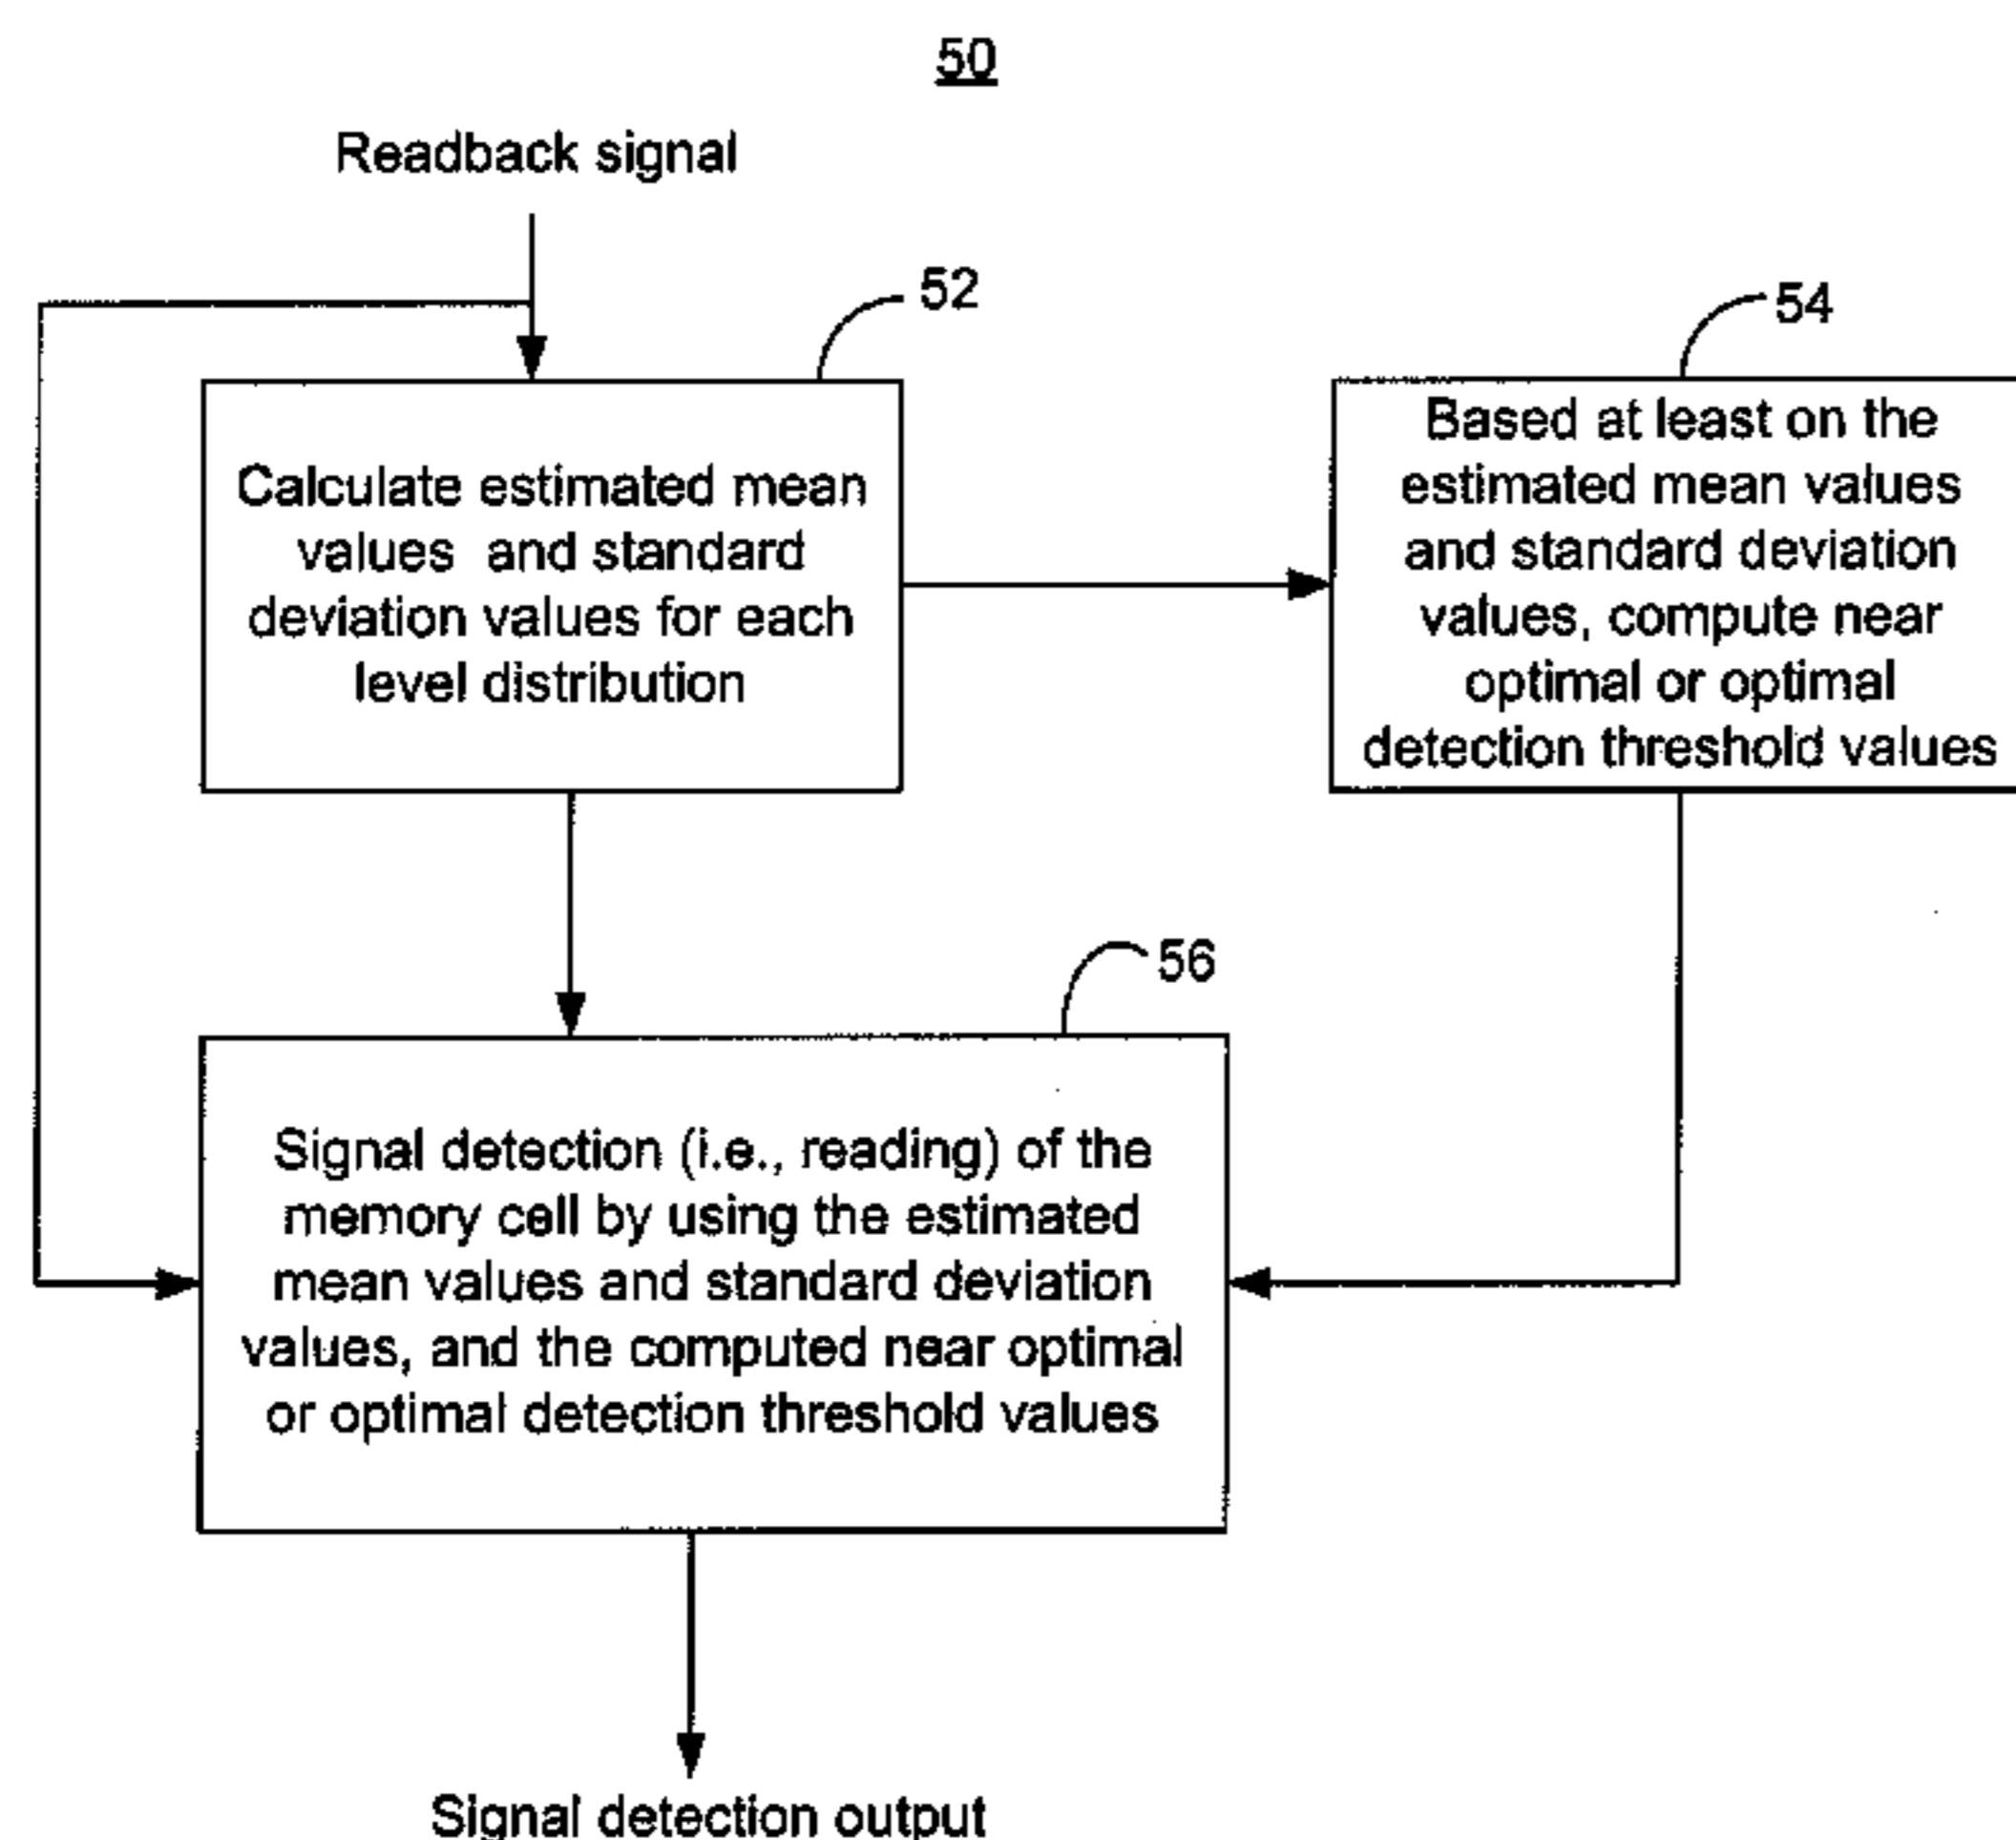 50
Readback signal
52
Calculate estimated mean
values and standard
deviation values for each
level distribution
54
Based at least on the
estimated mean values
and standard deviation
values, compute near
optimal or optimal
detection threshold values
56
Signal detection (i.e., reading) of the
memory cell by using the estimated
mean values and standard deviation
values, and the computed near optimal
or optimal detection threshold values
Signal detection output